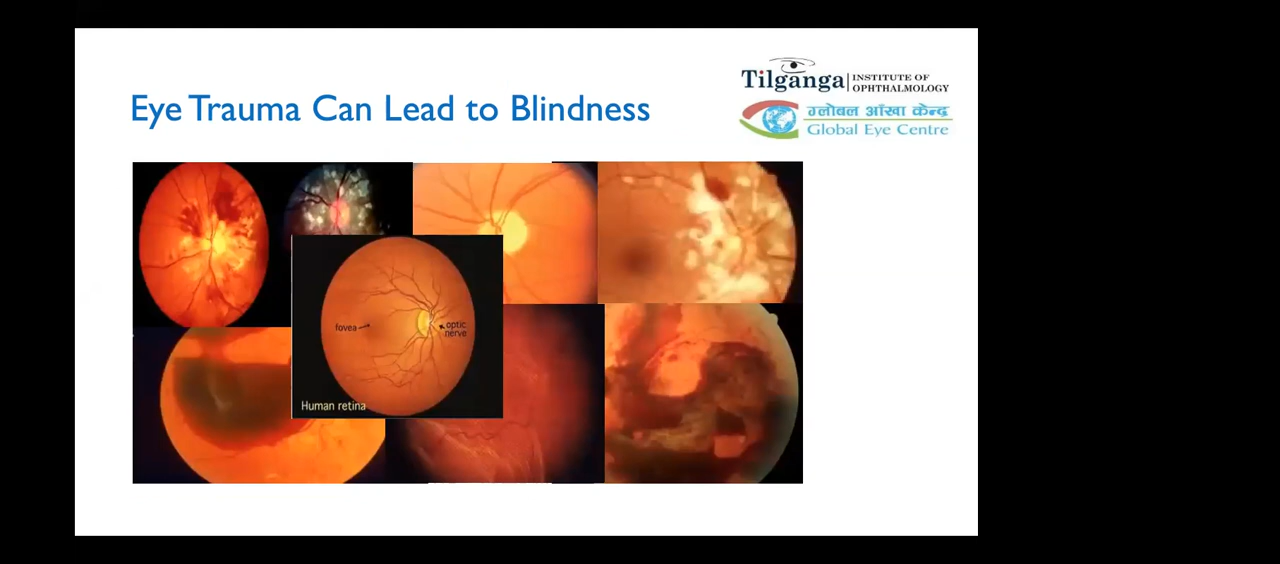 Eye Trauma Can Lead to Blindness
Tilganga INSTITUTE OF OPHTHALMOLOGY
ग्लोबल आँखा केन्द्र
Global Eye Centre
fovea
optic
nerve
Human retina